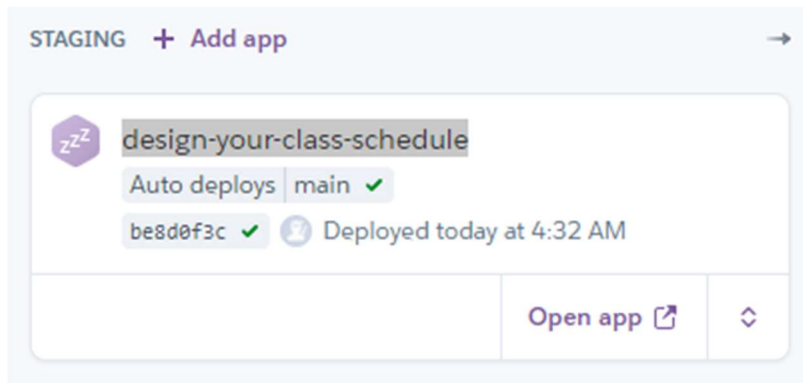 STAGING + Add app
zzz
design-your-class-schedule
Auto deploys main
be8d0f3c Deployed today at 4:32 AM
Open app